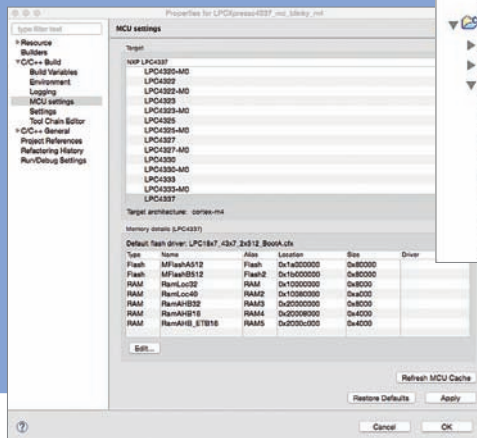 Properties for LPCXpresso4337_nxi_blinky_m4
type filter text
Resource
Builders
C/C++ Build
Build Variables
Environment
Logging
MCU settings
Settings
Tool Chain Editor
C/C++ General
Project References
Refactoring History
Run/Debug Settings
MCU settings
Target
NXP LPC4337
LPC4320-M0
LPC4322
LPC4322-M0
LPC4323
LPC4323-M0
LPC4325
LPC4325-M0
LPC4327
LPC4327-M0
LPC4330
LPC4330-M0
LPC4333
LPC4333-M0
LPC4337
Target architecture: cortex-m4
Memory details (LPC4337)
Default flash driver: LPC18x7_43x7_2x512_BootA.cfx
Type Name Alias Location Size Driver
Flash MFlashA512 Flash 0x1a000000 0x80000
Flash MFlashB512 Flash2 0x1b000000 0x80000
RAM RamLoc32 RAM 0x10000000 0x8000
RAM RamLoc40 RAM2 0x10080000 0xa000
RAM RamAHB32 RAM3 0x20000000 0x8000
RAM RamAHB16 RAM4 0x20008000 0x4000
RAM RamAHB_ETB16 RAM5 0x2000c000 0x4000
Edit...
Refresh MCU Cache
Restore Defaults Apply
Cancel OK